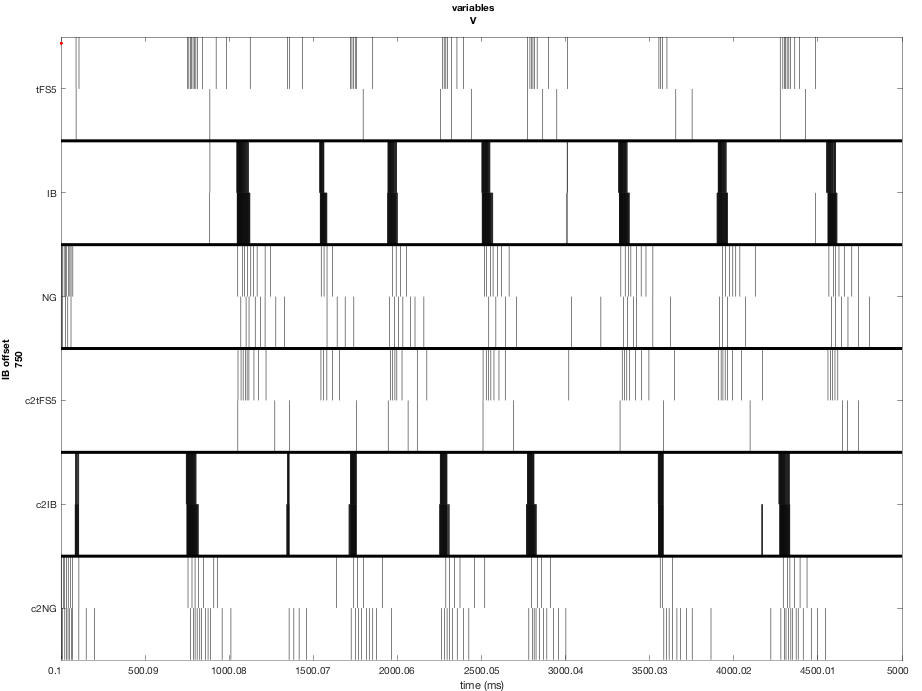 variables
V
tFS5
IB
NG
IB offset
750
c2tFS5
c2IB
c2NG
0.1 500.09 1000.08 1500.07 2000.06 2500.05 3000.04 3500.03 4000.02 4500.01 5000
time (ms)